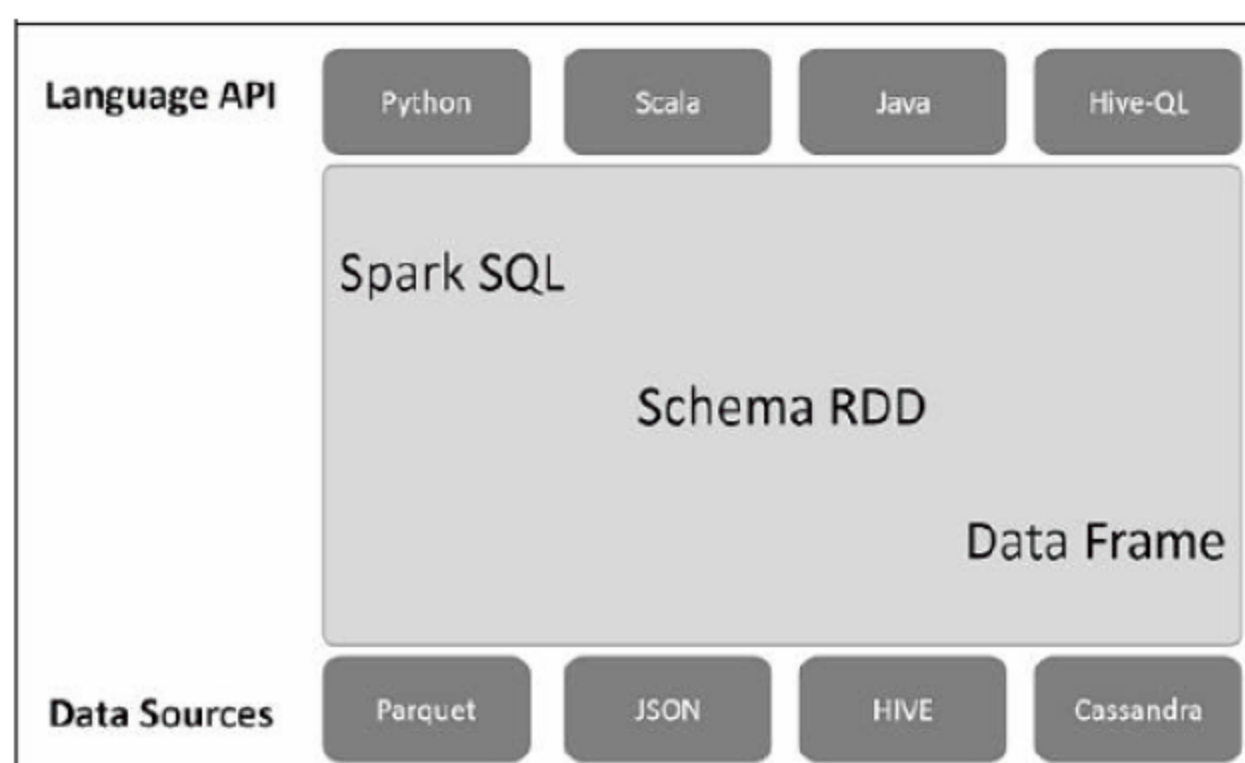 Language API
Python
Scala
Java
Hive-QL
Spark SQL
Schema RDD
Data Frame
Data Sources
Parquet
JSON
HIVE
Cassandra